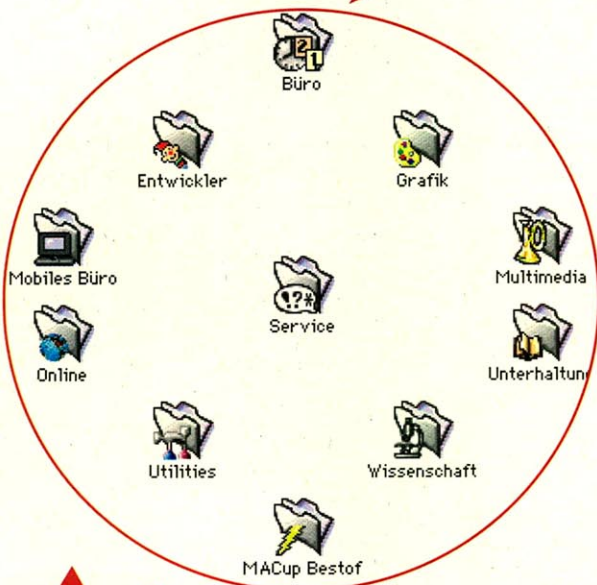 Büro
Entwickler
Grafik
Mobiles Büro
Multimedia
Service
Online
Unterhaltun
Utilities
Wissenschaft
MACup Bestof